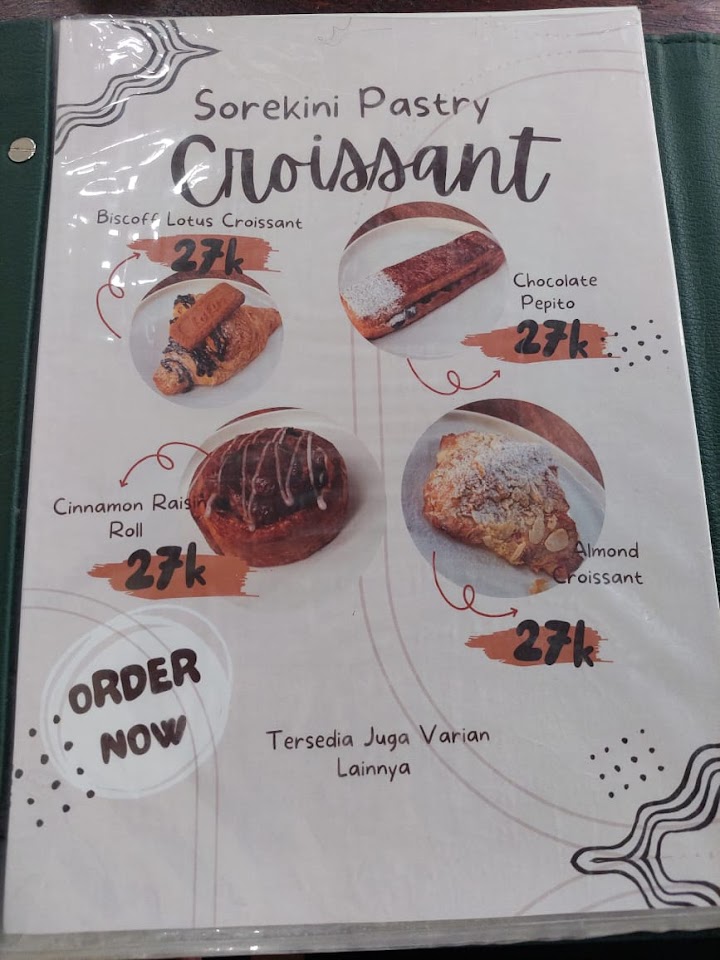 Sorekini Pastry
Croissant
Biscoff Lotus Croissant
27k
Chocolate
Pepito
27k
Cinnamon Raisin
Roll
27k
Almond
Croissant
27k
ORDER
NOW
Tersedia Juga Varian
Lainnya